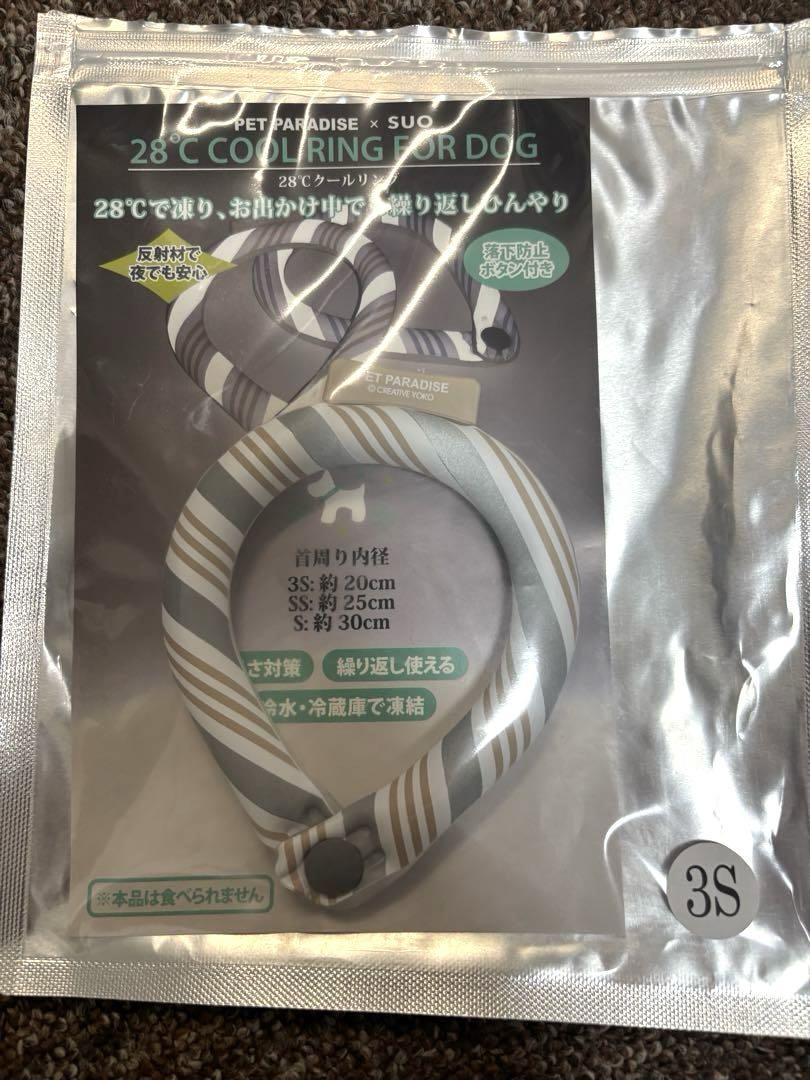 PET PARADISE × SUO
28℃ COOL RING FOR DOG
28℃クールリング
28℃で凍り、お出かけ中で 繰り返しひんやり
反射材で
夜でも安心
落下防止
ボタン付き
PET PARADISE
© CREATIVE YOKO
首周り内径
3S: 約 20cm
SS: 約 25cm
S: 約 30cm
さ対策
繰り返し使える
冷水・冷蔵庫で凍結
※本品は食べられません
3S